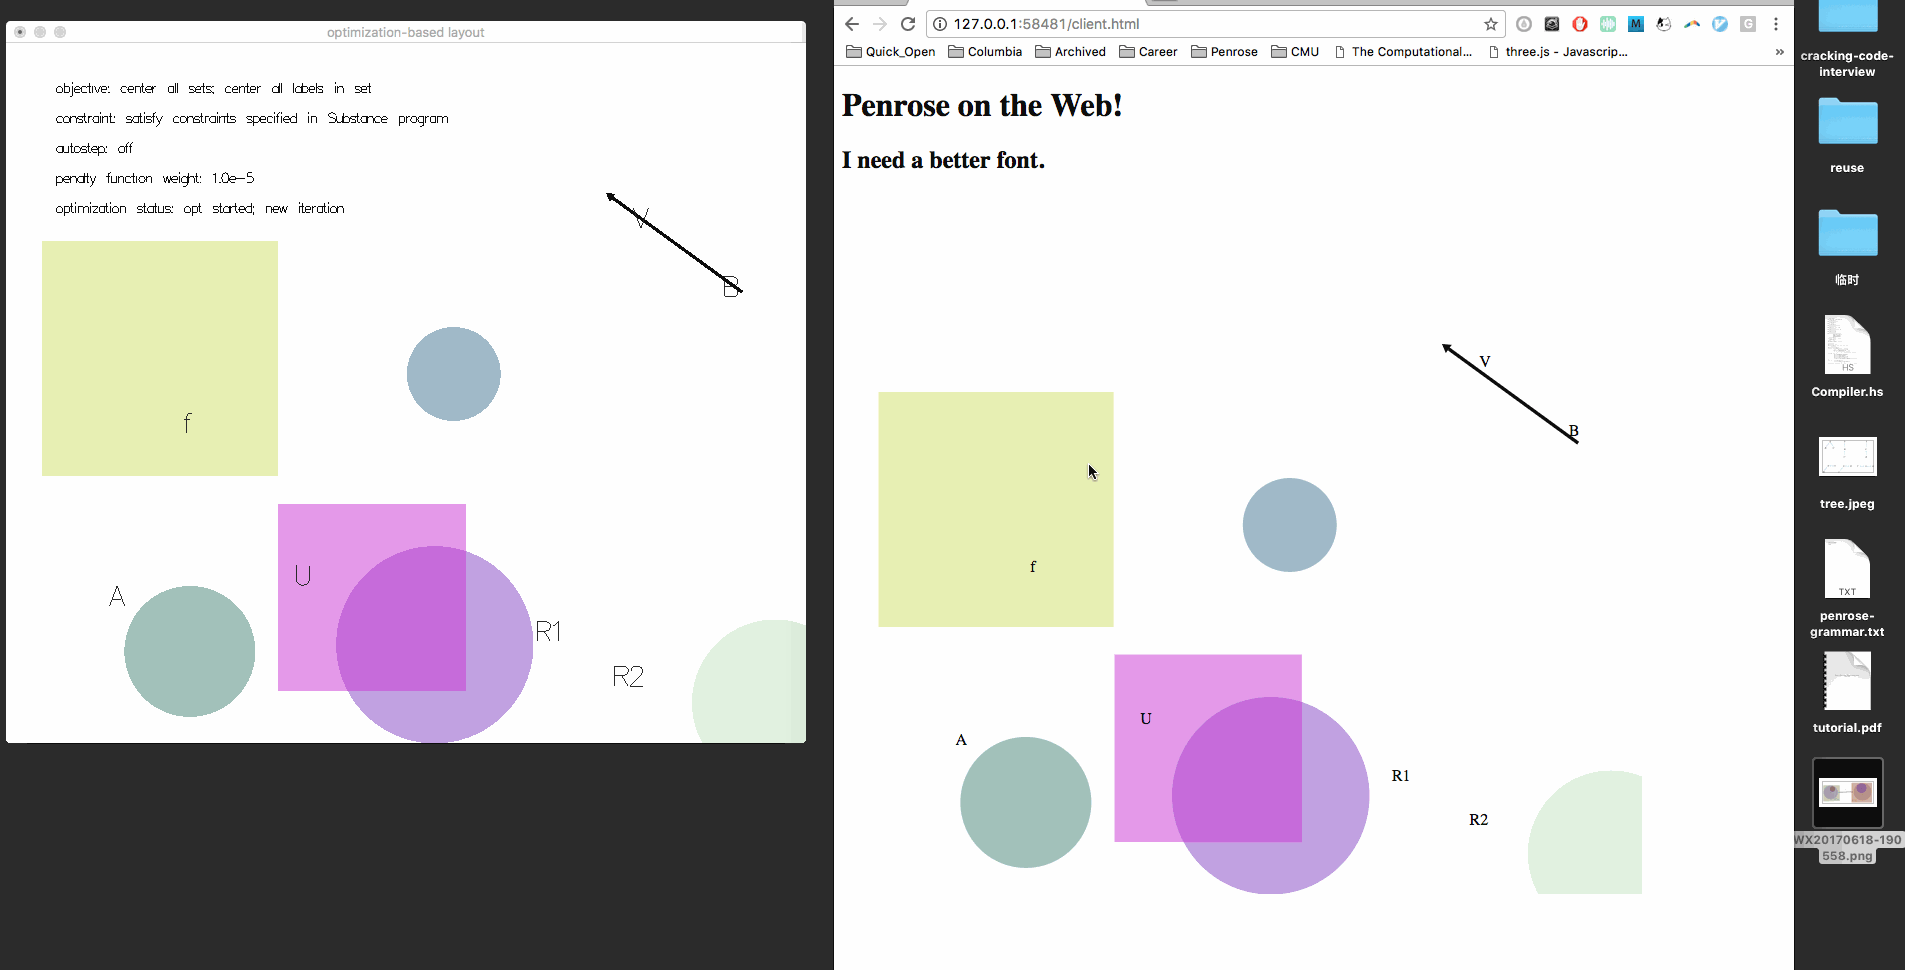 optimization-based layout
objective: center all sets; center all labels in set
constraint: satisfy constraints specified in Substance program
autostep: off
penalty function weight: 1.0e-5
optimization status: opt started; new iteration
V
B
f
U
A
R1
R2
127.0.0.1:58481/client.html
Quick_Open
Columbia
Archived
Career
Penrose
CMU
The Computational...
three.js - Javascrip...
»
Penrose on the Web!
I need a better font.
V
B
f
U
A
R1
R2
cracking-code-
interview
reuse
临时
HS
Compiler.hs
tree.jpeg
TXT
penrose-
grammar.txt
tutorial.pdf
WX20170618-190
558.png